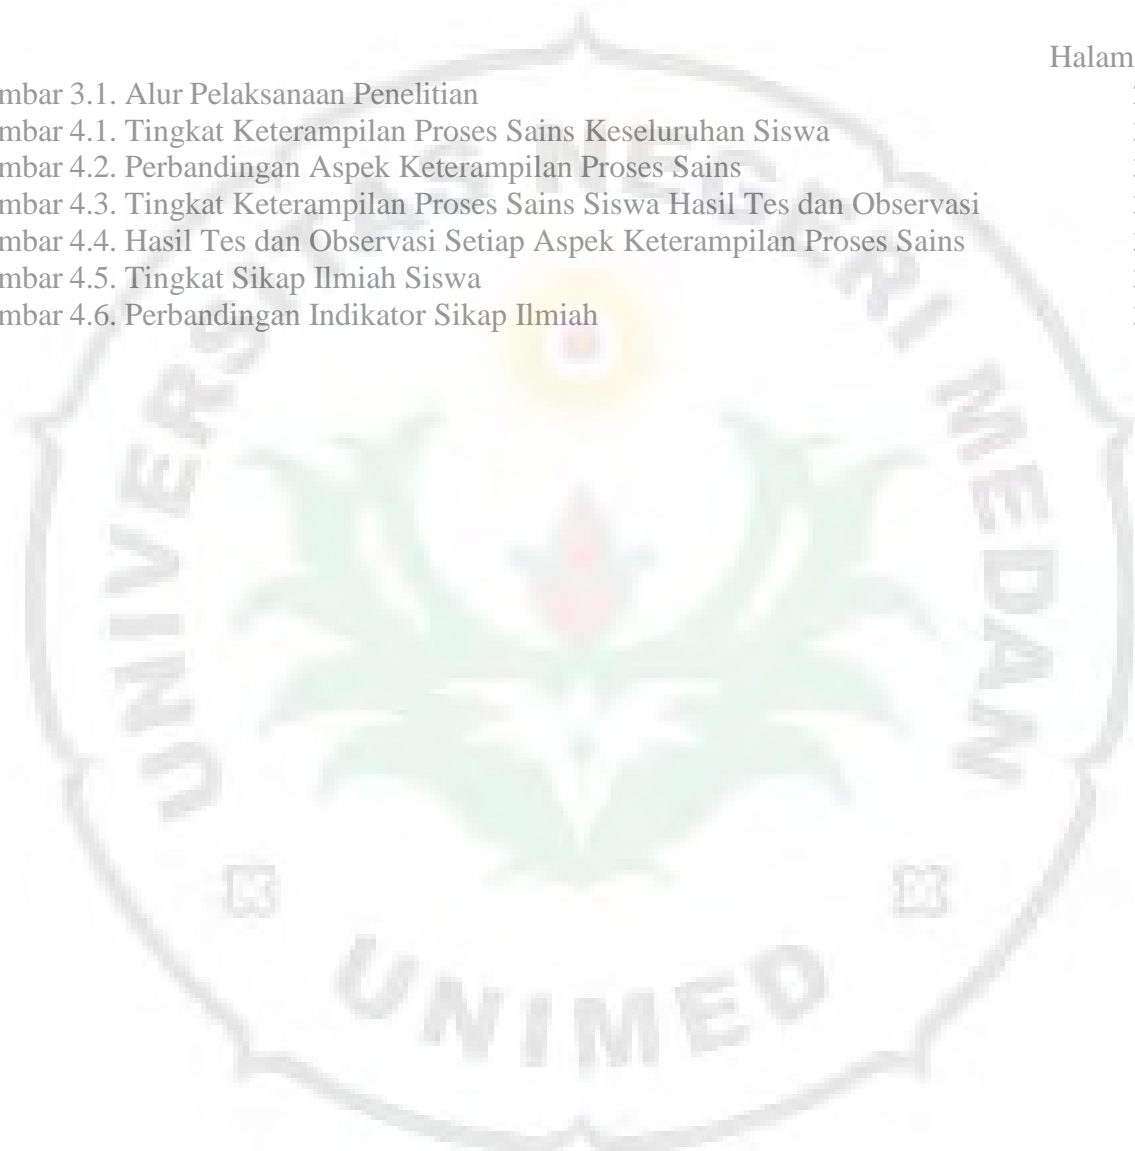 Halam
mbar 3.1. Alur Pelaksanaan Penelitian
mbar 4.1. Tingkat Keterampilan Proses Sains Keseluruhan Siswa
mbar 4.2. Perbandingan Aspek Keterampilan Proses Sains
mbar 4.3. Tingkat Keterampilan Proses Sains Siswa Hasil Tes dan Observasi
mbar 4.4. Hasil Tes dan Observasi Setiap Aspek Keterampilan Proses Sains
mbar 4.5. Tingkat Sikap Ilmiah Siswa
mbar 4.6. Perbandingan Indikator Sikap Ilmiah
UNIVERSITAS NEGERI MEDAN
UNIMED